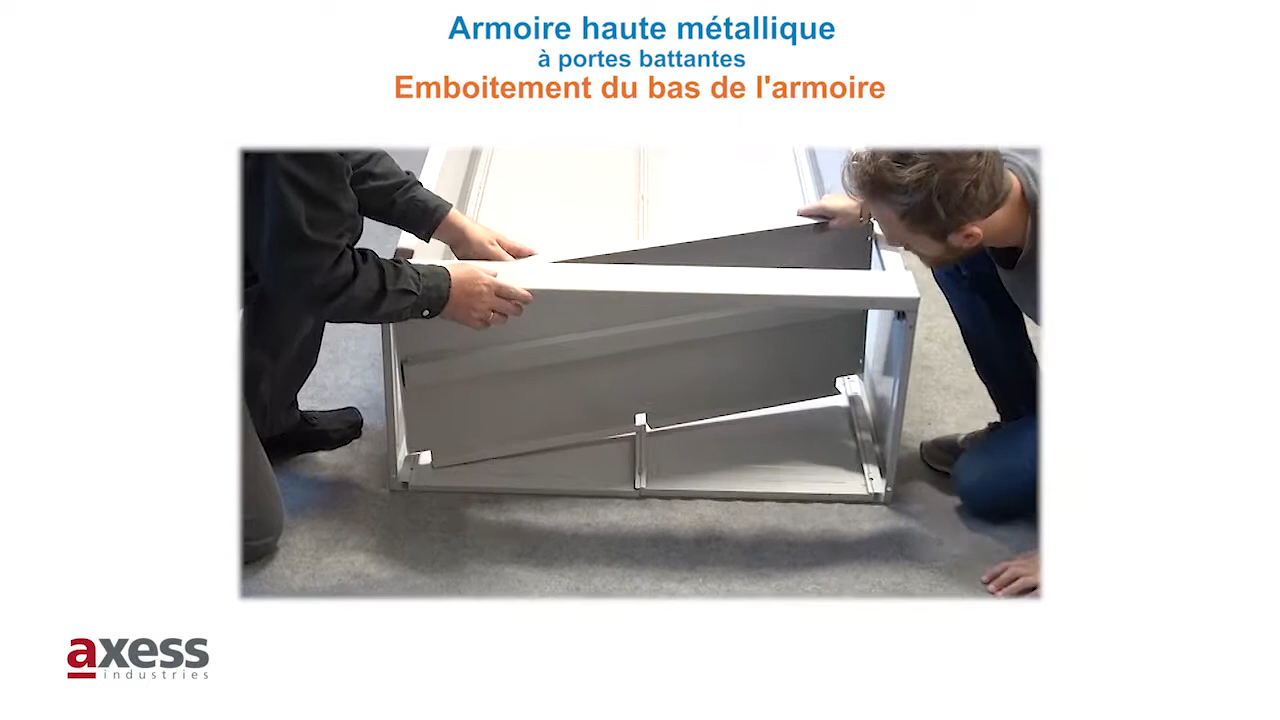 Armoire haute métallique
à portes battantes
Emboitement du bas de l'armoire
axess
industries